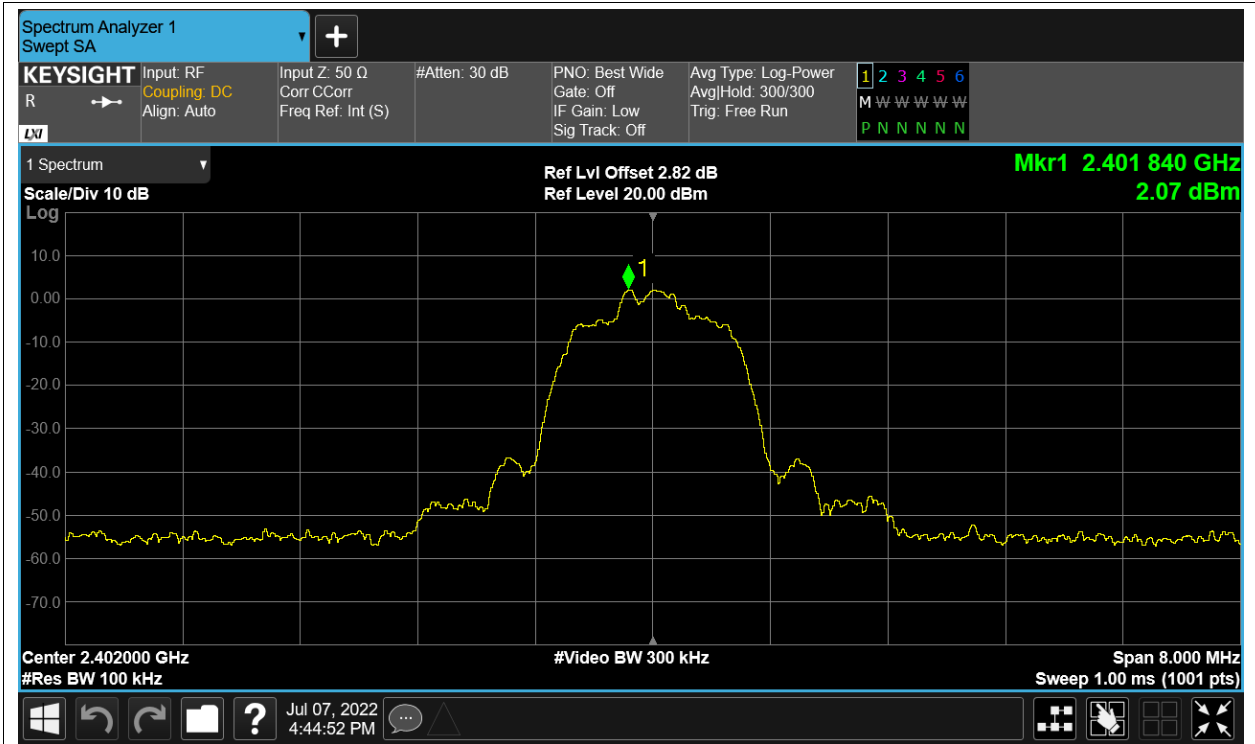 Spectrum Analyzer 1
Swept SA
KEYSIGHT
R
LXI
Input: RF
Coupling: DC
Align: Auto
Input Z: 50 Ω
Corr CCorr
Freq Ref: Int (S)
#Atten: 30 dB
PNO: Best Wide
Gate: Off
IF Gain: Low
Sig Track: Off
Avg Type: Log-Power
Avg|Hold: 300/300
Trig: Free Run
1 2 3 4 5 6
M W W W W W
P N N N N N
1 Spectrum
Scale/Div 10 dB
Log
Ref Lvl Offset 2.82 dB
Ref Level 20.00 dBm
Mkr1 2.401 840 GHz
2.07 dBm
1
10.0
0.00
-10.0
-20.0
-30.0
-40.0
-50.0
-60.0
-70.0
Center 2.402000 GHz
#Video BW 300 kHz
Span 8.000 MHz
#Res BW 100 kHz
Sweep 1.00 ms (1001 pts)
?
Jul 07, 2022
4:44:52 PM